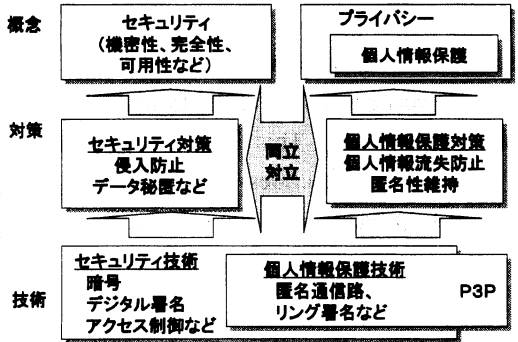 概念
セキュリティ
（機密性、完全性、
可用性など）
プライバシー
個人情報保護
対策
セキュリティ対策
侵入防止
データ秘匿など
両立
対立
個人情報保護対策
個人情報流失防止
匿名性維持
技術
セキュリティ技術
暗号
デジタル署名
アクセス制御など
個人情報保護技術
匿名通信路、
リング署名など
P3P